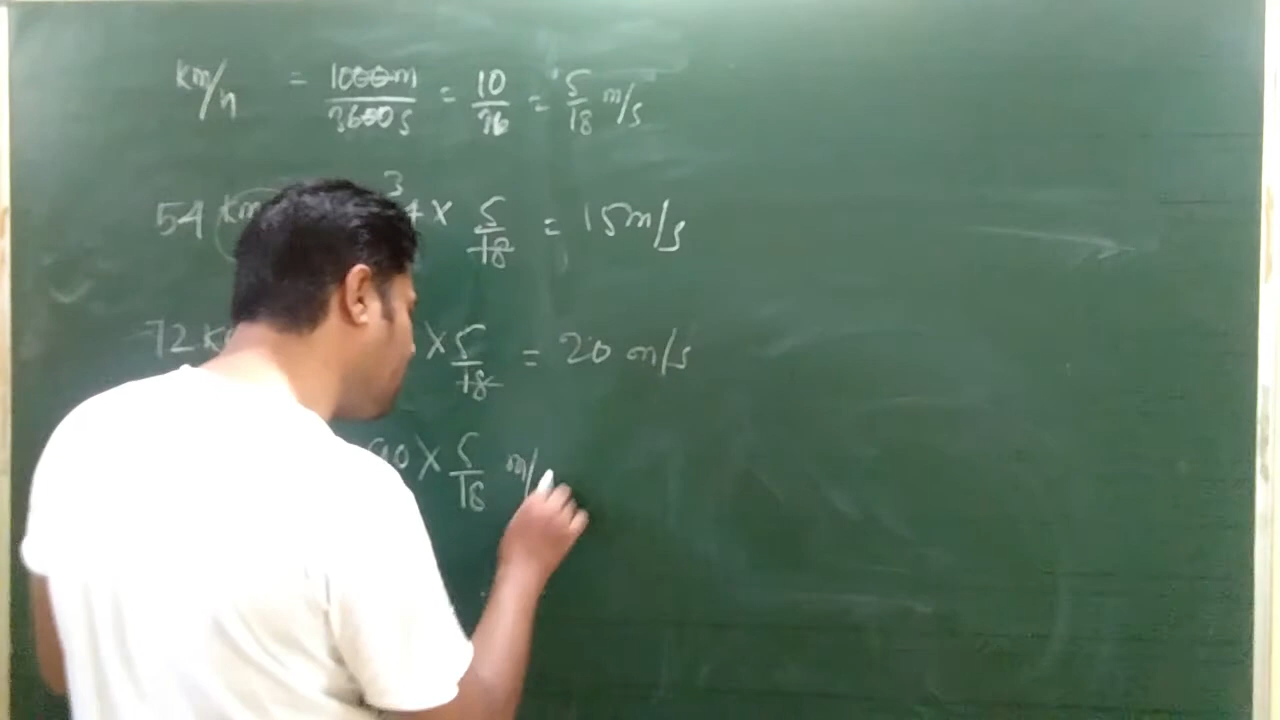 km/h = 1000m/3600s = 10/36 = 5/18 m/s
54 km 3 4 × 5/18 = 15m/s
72 k × 5/18 = 20 m/s
90 × 5/18 m/